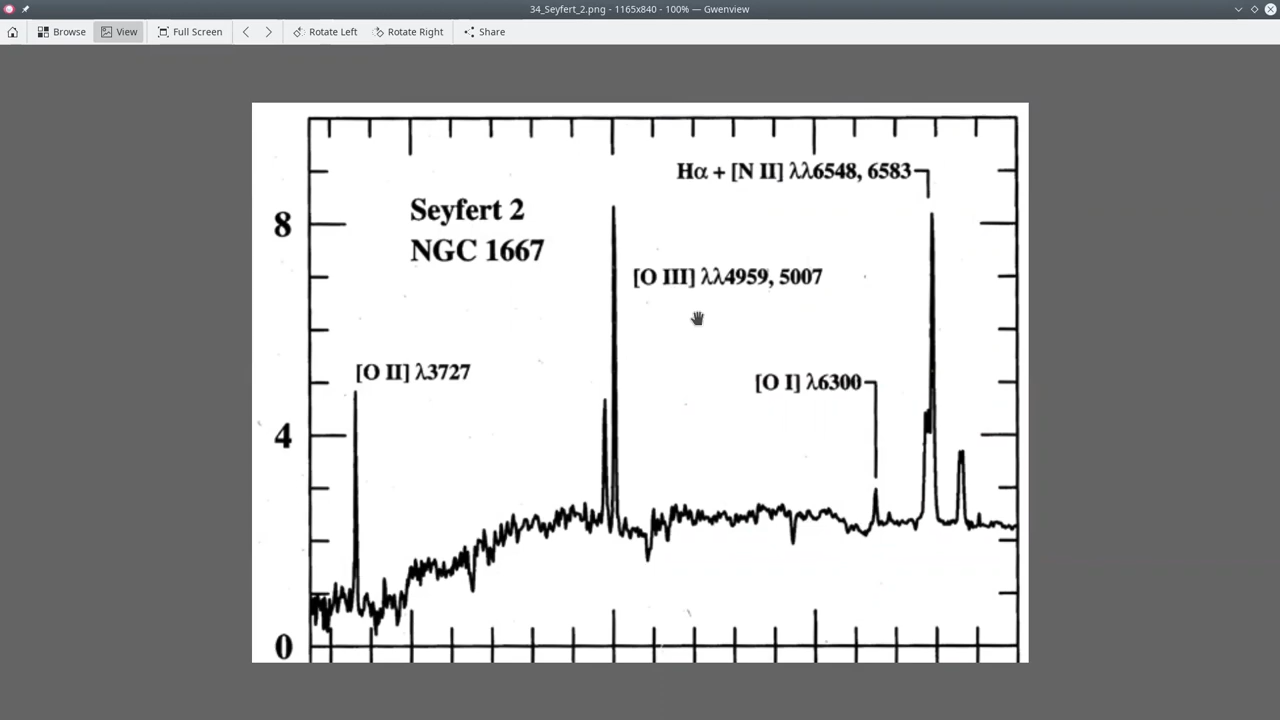 34_Seyfert_2.png - 1165x840 - 100% — Gwenview
Browse View Full Screen Rotate Left Rotate Right Share
Hα + [N II] λλ6548, 6583
Seyfert 2
8
NGC 1667
[O III] λλ4959, 5007
[O II] λ3727
[O I] λ6300
4
0